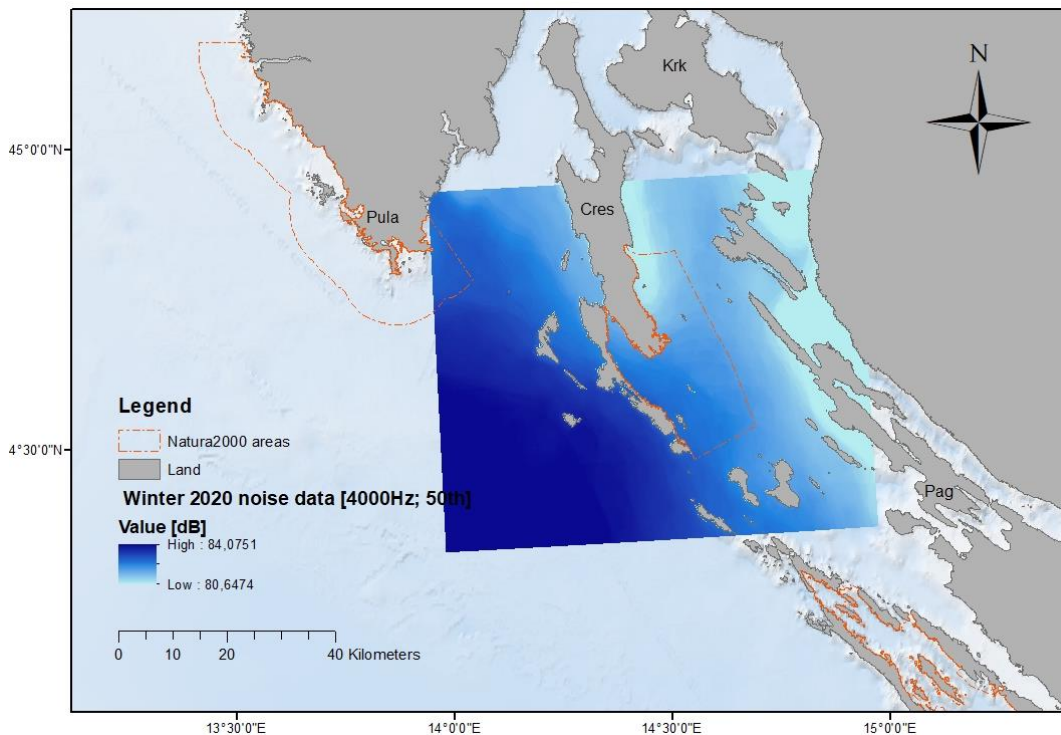 Krk
N
45°0'0"N
Cres
Pula
Legend
Natura2000 areas
Land
4°30'0"N
Winter 2020 noise data [4000Hz; 50th]
Pag
Value [dB]
High : 84,0751
Low : 80,6474
0 10 20 40 Kilometers
13°30'0"E 14°0'0"E 14°30'0"E 15°0'0"E